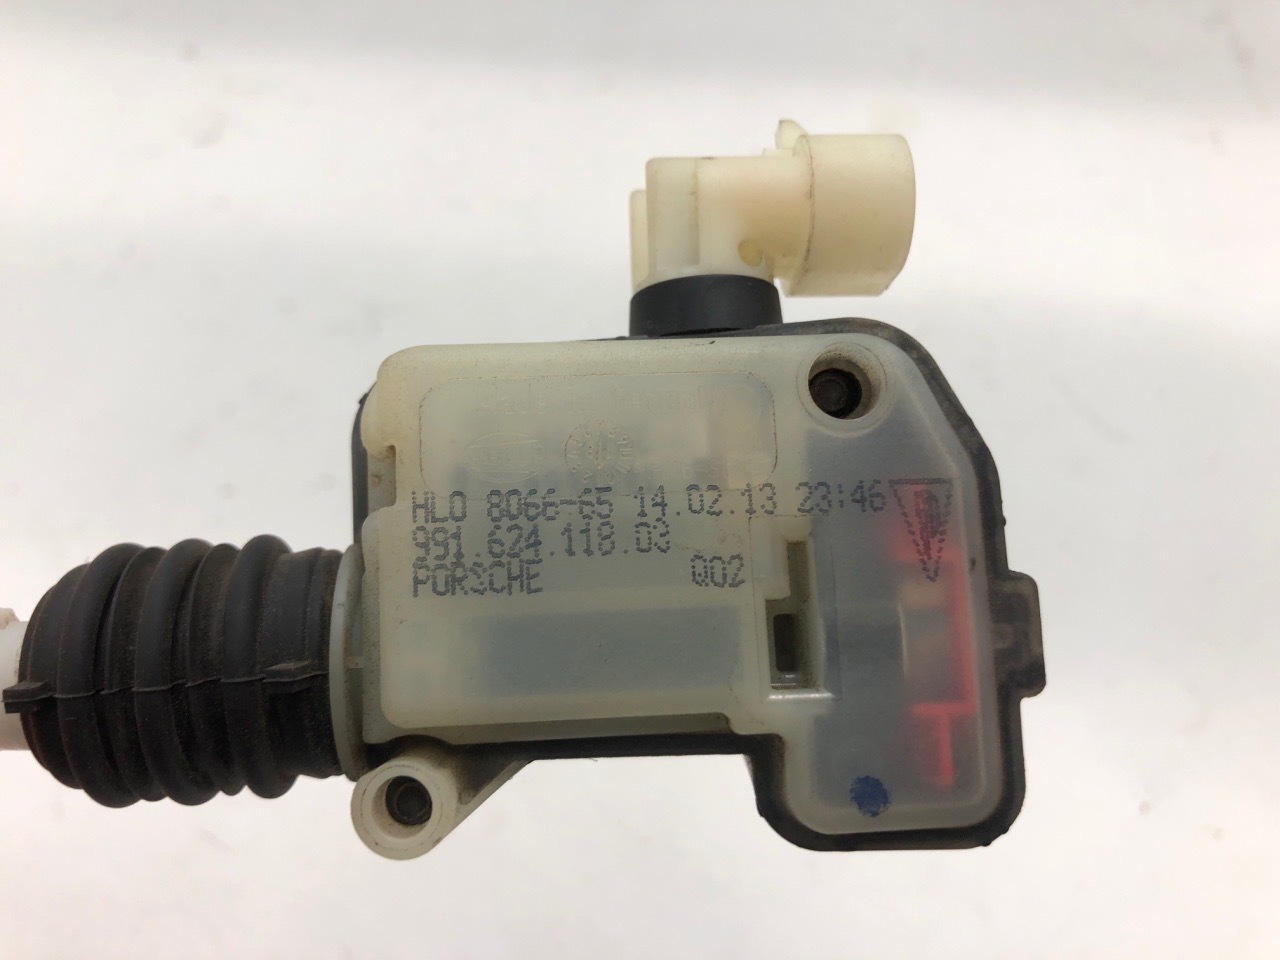 HLO 8066-65 14.02.13 23:46
991.624.118.03
PORSCHE Q02